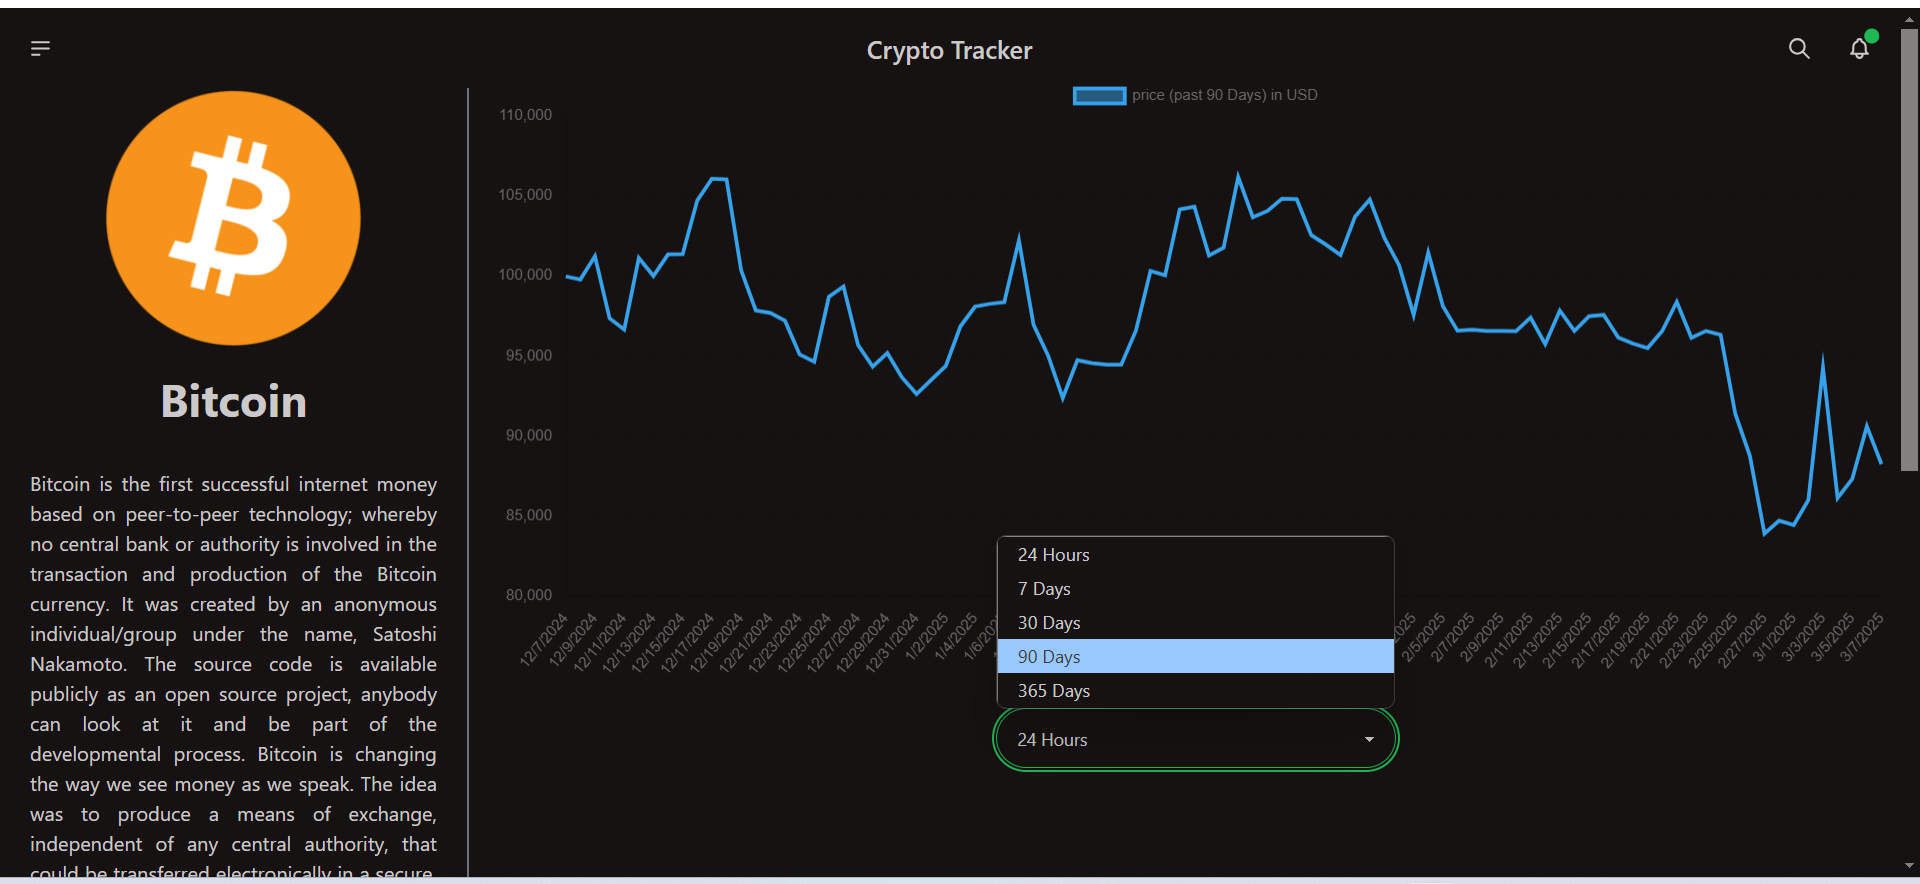 Crypto Tracker
Bitcoin
Bitcoin is the first successful internet money
based on peer-to-peer technology; whereby
no central bank or authority is involved in the
transaction and production of the Bitcoin
currency. It was created by an anonymous
individual/group under the name, Satoshi
Nakamoto. The source code is available
publicly as an open source project, anybody
can look at it and be part of the
developmental process. Bitcoin is changing
the way we see money as we speak. The idea
was to produce a means of exchange,
independent of any central authority, that
could be transferred electronically in a secure,
price (past 90 Days) in USD
110,000
105,000
100,000
95,000
90,000
85,000
80,000
12/7/2024
12/9/2024
12/11/2024
12/13/2024
12/15/2024
12/17/2024
12/19/2024
12/21/2024
12/23/2024
12/25/2024
12/27/2024
12/29/2024
12/31/2024
1/2/2025
1/4/2025
2/5/2025
2/7/2025
2/9/2025
2/11/2025
2/13/2025
2/15/2025
2/17/2025
2/19/2025
2/21/2025
2/23/2025
2/25/2025
2/27/2025
3/1/2025
3/3/2025
3/5/2025
3/7/2025
24 Hours
7 Days
30 Days
90 Days
365 Days
24 Hours